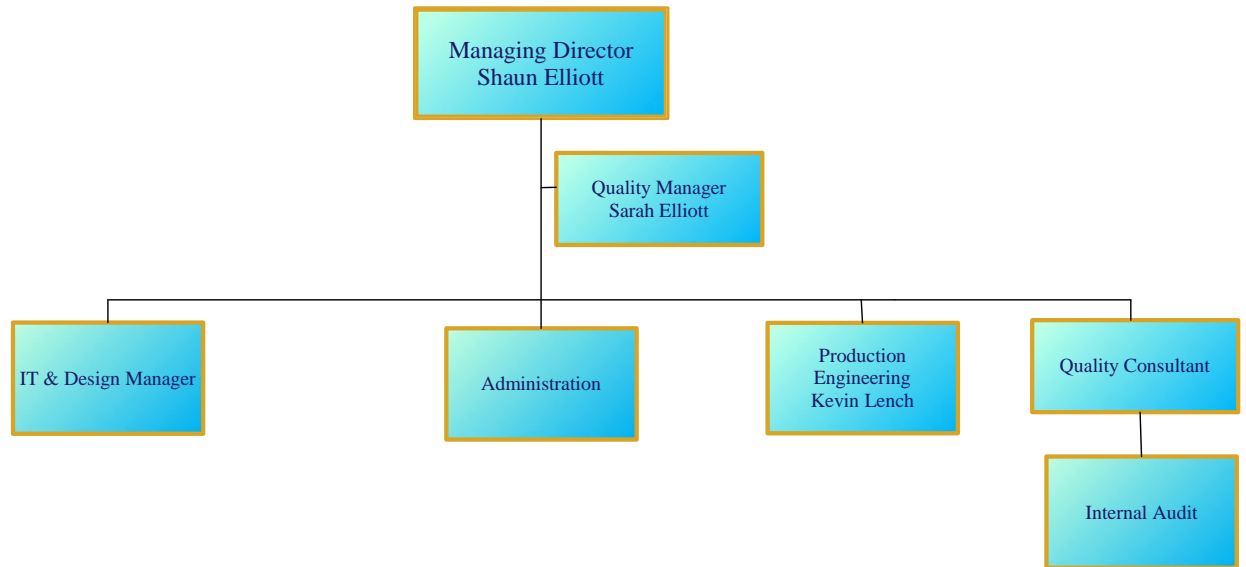 Managing Director
Shaun Elliott
Quality Manager
Sarah Elliott
IT & Design Manager
Administration
Production
Engineering
Kevin Lench
Quality Consultant
Internal Audit